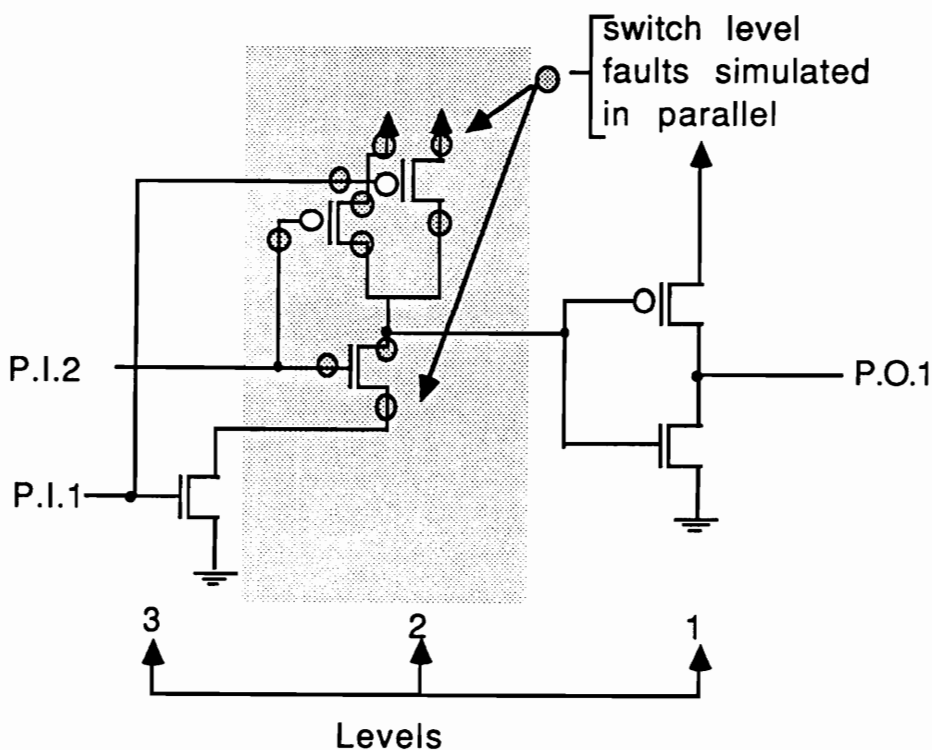 switch level
faults simulated
in parallel
P.I.2
P.O.1
P.I.1
3
2
1
Levels